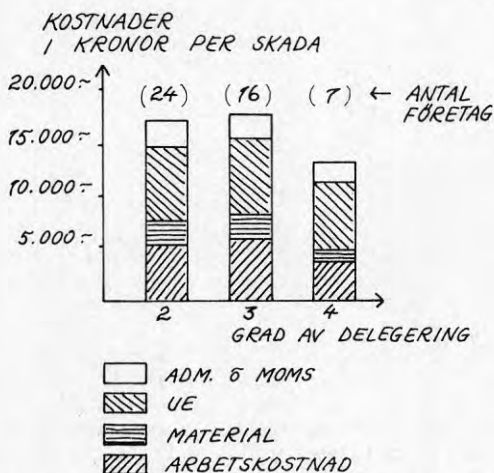 KOSTNADER
I KRONOR PER SKADA
20.000:-
(24) (16) (7) ← ANTAL
FÖRETAG
15.000:-
10.000:-
5.000:-
2 3 4
GRAD AV DELEGERING
ADM. & MOMS
UE
MATERIAL
ARBETSKOSTNAD